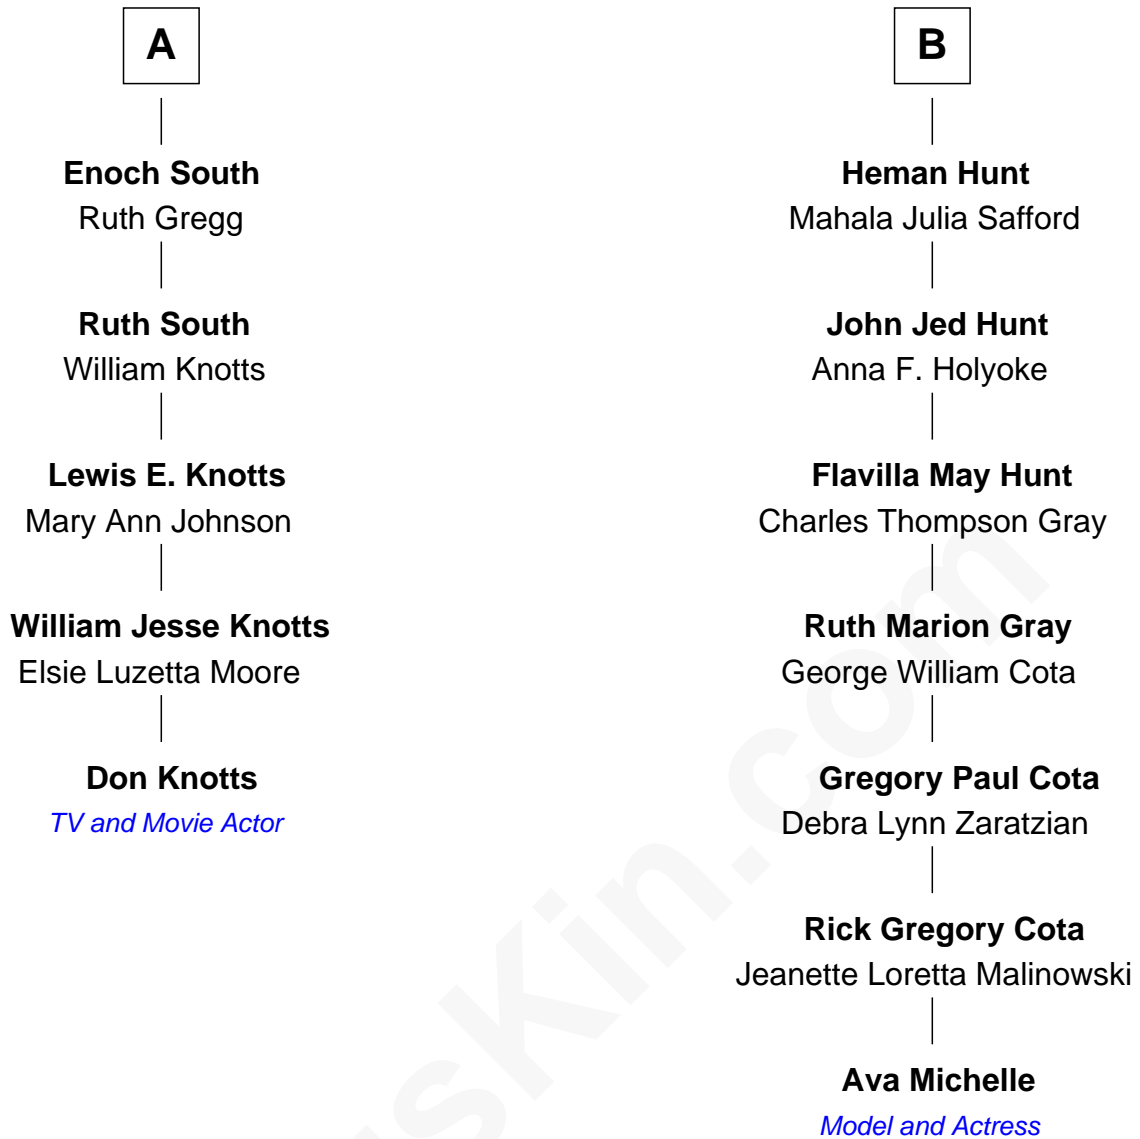 A
Enoch South
Ruth Gregg
Ruth South
William Knotts
Lewis E. Knotts
Mary Ann Johnson
William Jesse Knotts
Elsie Luzetta Moore
Don Knotts
TV and Movie Actor
B
Heman Hunt
Mahala Julia Safford
John Jed Hunt
Anna F. Holyoke
Flavilla May Hunt
Charles Thompson Gray
Ruth Marion Gray
George William Cota
Gregory Paul Cota
Debra Lynn Zaratzian
Rick Gregory Cota
Jeanette Loretta Malinowski
Ava Michelle
Model and Actress
usKin.com